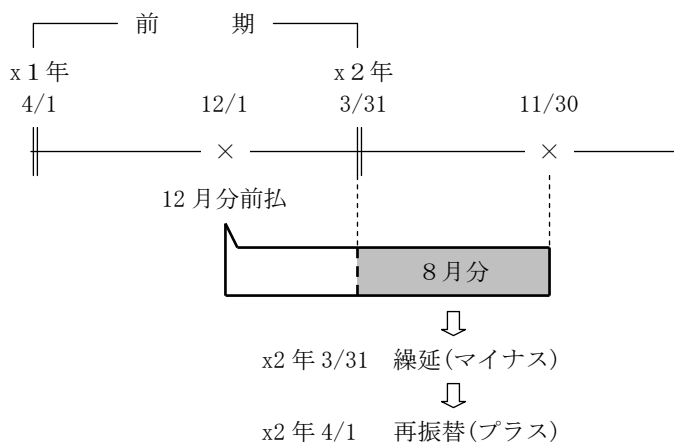 前　　期
x１年　x２年
4/1　12/1　3/31　11/30
×　×
12月分前払
８月分
x2年3/31　繰延(マイナス)
x2年4/1　再振替(プラス)